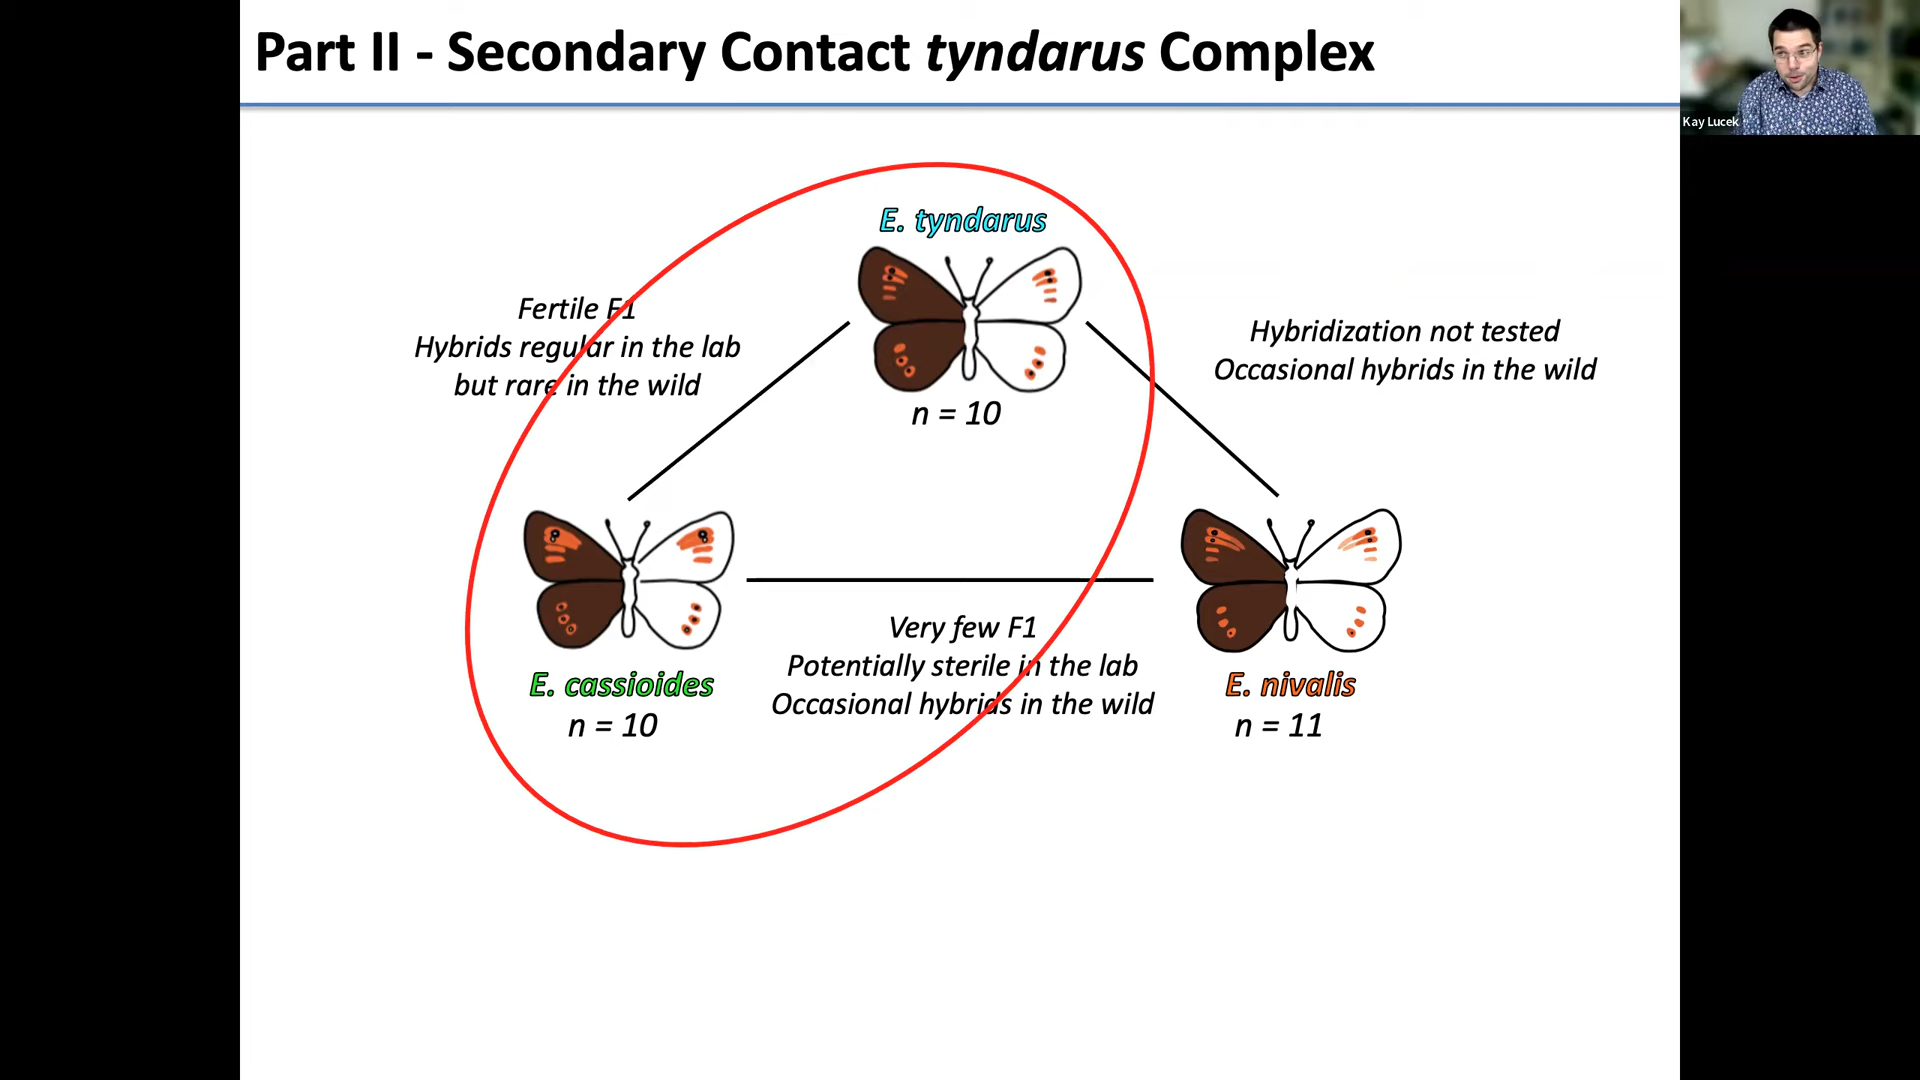 Part II - Secondary Contact tyndarus Complex
Kay Lucek
E. tyndarus
n = 10
Fertile F1
Hybrids regular in the lab
but rare in the wild
Hybridization not tested
Occasional hybrids in the wild
Very few F1
Potentially sterile in the lab
Occasional hybrids in the wild
E. cassioides
n = 10
E. nivalis
n = 11